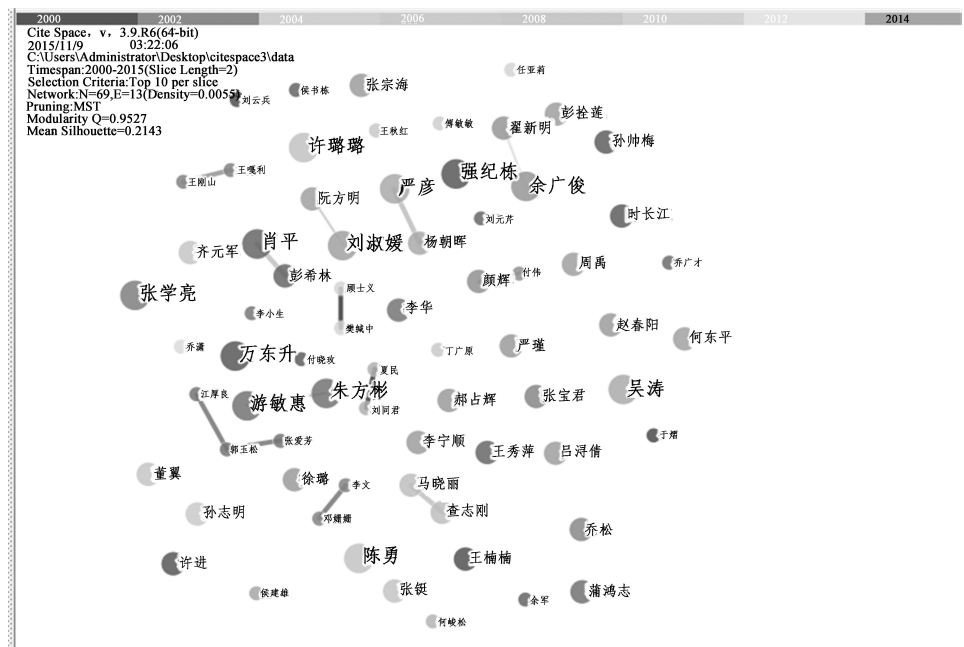 2000 2002 2004 2006 2008 2010 2012 2014
Cite Space, v, 3.9.R6(64-bit)
2015/11/9 03:22:06
C:\Users\Administrator\Desktop\citespace3\data
Timespan:2000-2015(Slice Length=2)
Selection Criteria:Top 10 per slice
Network:N=69,E=13(Density=0.0055)
Pruning:MST
Modularity Q=0.9527
Mean Silhouette=0.2143
任亚莉
张宗海
侯书栋
刘云兵
彭拴莲
傅敏敏
翟新明
王秋红
孙帅梅
许璐璐
王嘎利
强纪栋
王刚山
严彦
余广俊
阮方明
时长江
刘元芹
肖平
刘淑媛
杨朝晖
齐元军
周禹
乔广才
彭希林
付伟
颜辉
顾士义
张学亮
李华
李小生
赵春阳
樊斌中
何东平
乔潇
严瑾
丁广原
万东升
付晓玫
夏民
朱方彬
吴涛
江厚良
张宝君
郝占辉
游敏惠
刘同君
于熠
张爱芳
李宁顺
郭玉松
王秀萍
吕浔倩
董翼
徐璐
李文
马晓丽
孙志明
查志刚
邓姗姗
乔松
陈勇
王楠楠
许进
张铤
蒲鸿志
侯建雄
余军
何峻松